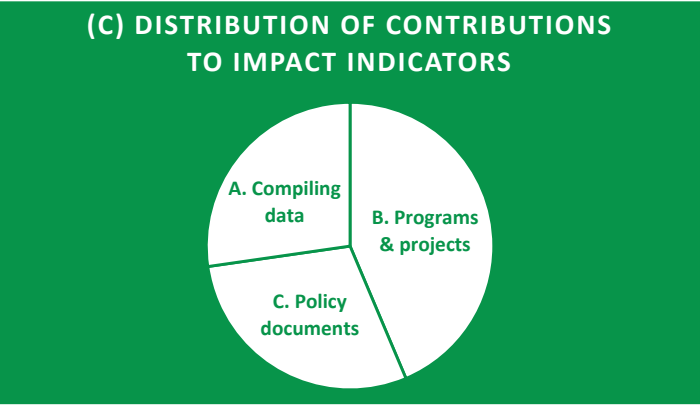 (C) DISTRIBUTION OF CONTRIBUTIONS
TO IMPACT INDICATORS
A. Compiling
data
B. Programs
& projects
C. Policy
documents